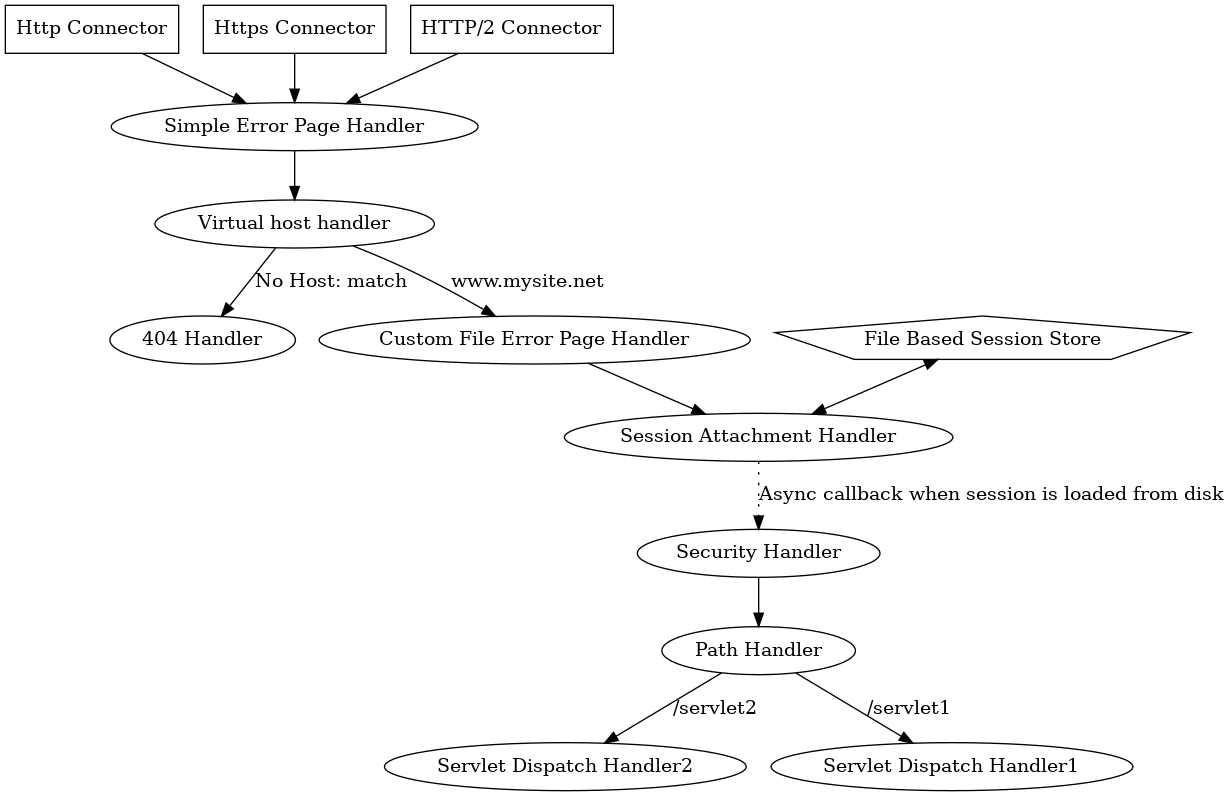 Http Connector
Https Connector
HTTP/2 Connector
Simple Error Page Handler
Virtual host handler
No Host: match
www.mysite.net
404 Handler
Custom File Error Page Handler
File Based Session Store
Session Attachment Handler
Async callback when session is loaded from disk
Security Handler
Path Handler
/servlet2
/servlet1
Servlet Dispatch Handler2
Servlet Dispatch Handler1